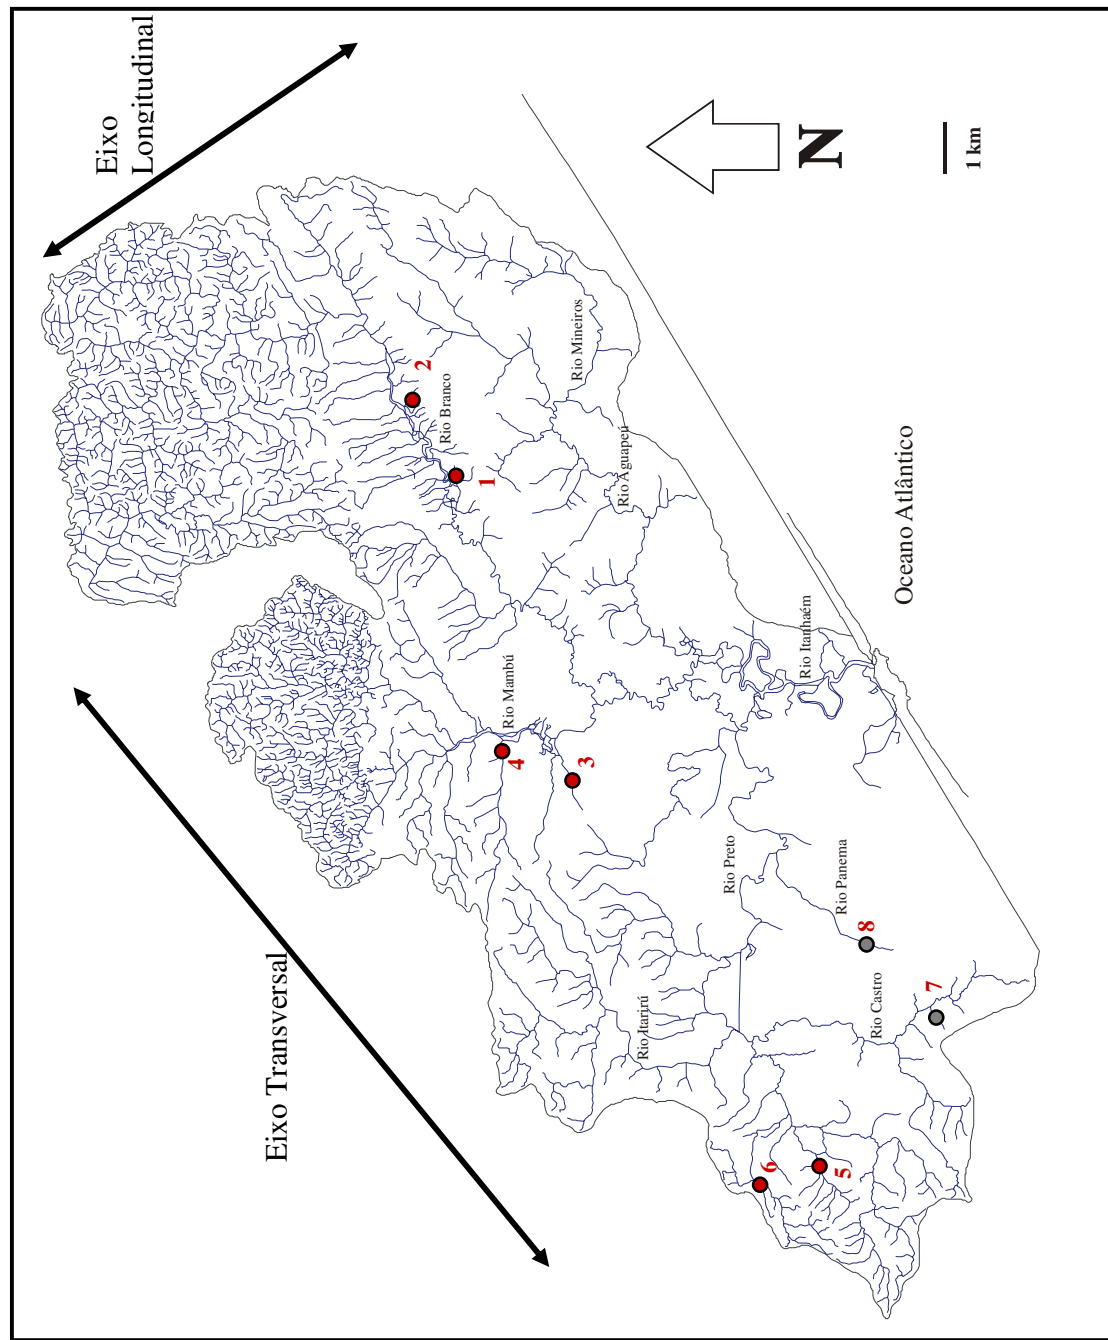 Eixo
Longitudinal
N
1 km
2
Rio Branco
1
Rio Mineiros
Rio Aguapeú
Oceano Atlântico
Rio Itanhaém
Rio Mambú
4
3
Eixo Transversal
Rio Preto
Rio Panema
8
Rio Castro
7
Rio Itarirú
6
5